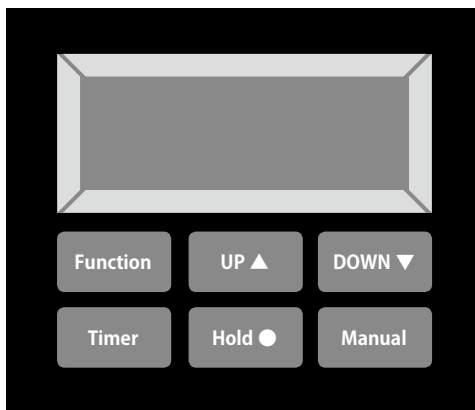 Function UP ▲ DOWN ▼
Timer Hold ● Manual